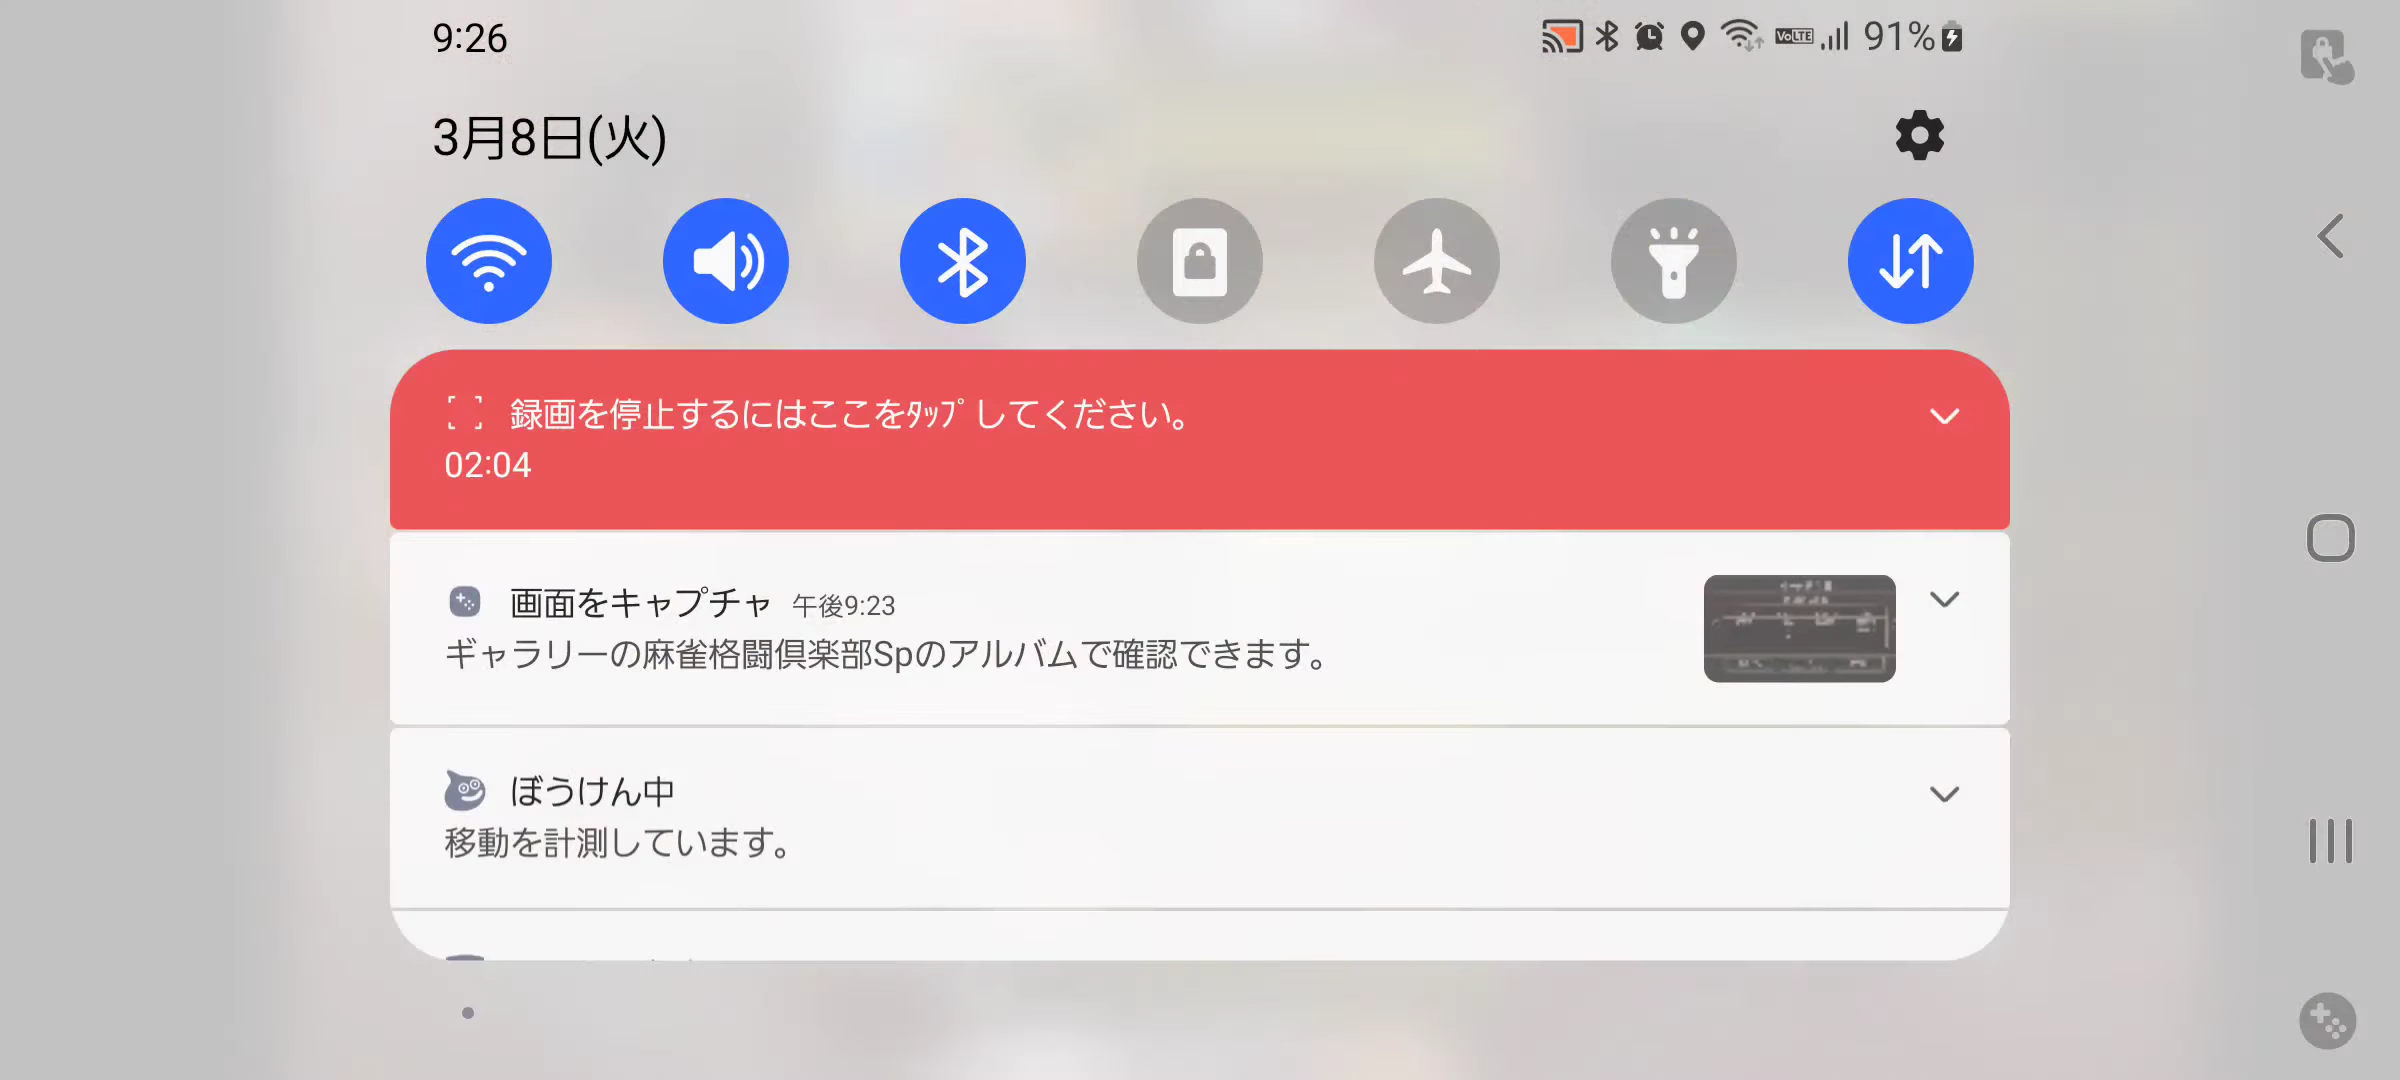 9:26
VoLTE
91%
3月8日(火)
録画を停止するにはここをﾀｯﾌﾟしてください。
02:04
画面をキャプチャ 午後9:23
ギャラリーの麻雀格闘倶楽部Spのアルバムで確認できます。
ぼうけん中
移動を計測しています。